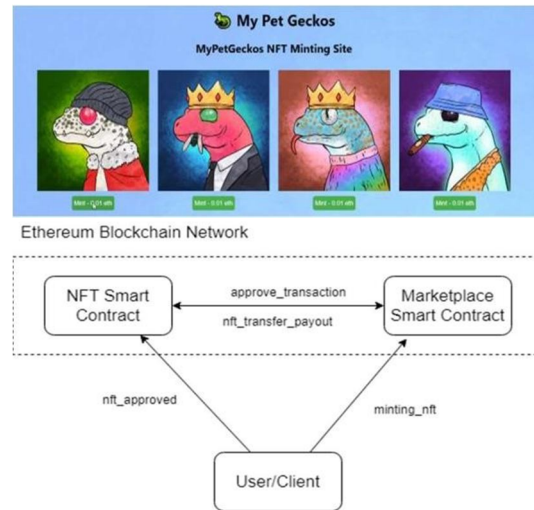 My Pet Geckos
MyPetGeckos NFT Minting Site
Mint - 0.01 eth Mint - 0.01 eth Mint - 0.01 eth Mint - 0.01 eth
Ethereum Blockchain Network
NFT Smart
Contract
approve_transaction
nft_transfer_payout
Marketplace
Smart Contract
nft_approved
minting_nft
User/Client